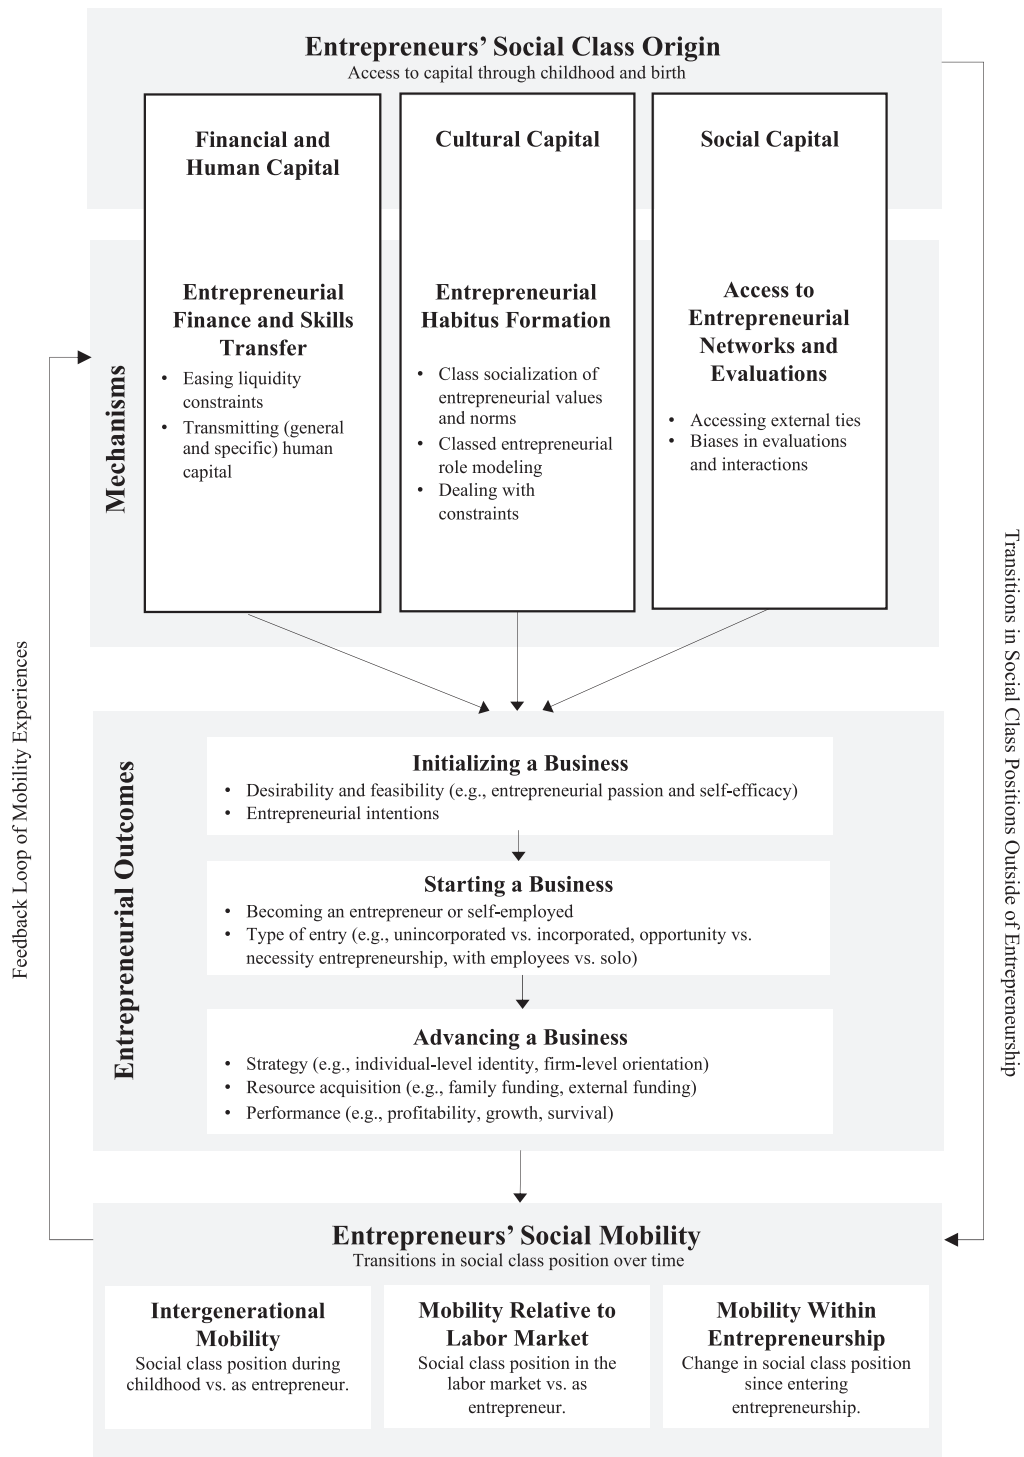 Entrepreneurs’ Social Class Origin
Access to capital through childhood and birth
Financial and
Human Capital
Entrepreneurial
Finance and Skills
Transfer
• Easing liquidity
constraints
• Transmitting (general
and specific) human
capital
Cultural Capital
Entrepreneurial
Habitus Formation
• Class socialization of
entrepreneurial values
and norms
• Classed entrepreneurial
role modeling
• Dealing with
constraints
Social Capital
Access to
Entrepreneurial
Networks and
Evaluations
• Accessing external ties
• Biases in evaluations
and interactions
Mechanisms
Feedback Loop of Mobility Experiences
Transitions in Social Class Positions Outside of Entrepreneurship
Entrepreneurial Outcomes
Initializing a Business
• Desirability and feasibility (e.g., entrepreneurial passion and self-efficacy)
• Entrepreneurial intentions
Starting a Business
• Becoming an entrepreneur or self-employed
• Type of entry (e.g., unincorporated vs. incorporated, opportunity vs.
necessity entrepreneurship, with employees vs. solo)
Advancing a Business
• Strategy (e.g., individual-level identity, firm-level orientation)
• Resource acquisition (e.g., family funding, external funding)
• Performance (e.g., profitability, growth, survival)
Entrepreneurs’ Social Mobility
Transitions in social class position over time
Intergenerational
Mobility
Social class position during
childhood vs. as entrepreneur.
Mobility Relative to
Labor Market
Social class position in the
labor market vs. as
entrepreneur.
Mobility Within
Entrepreneurship
Change in social class position
since entering
entrepreneurship.